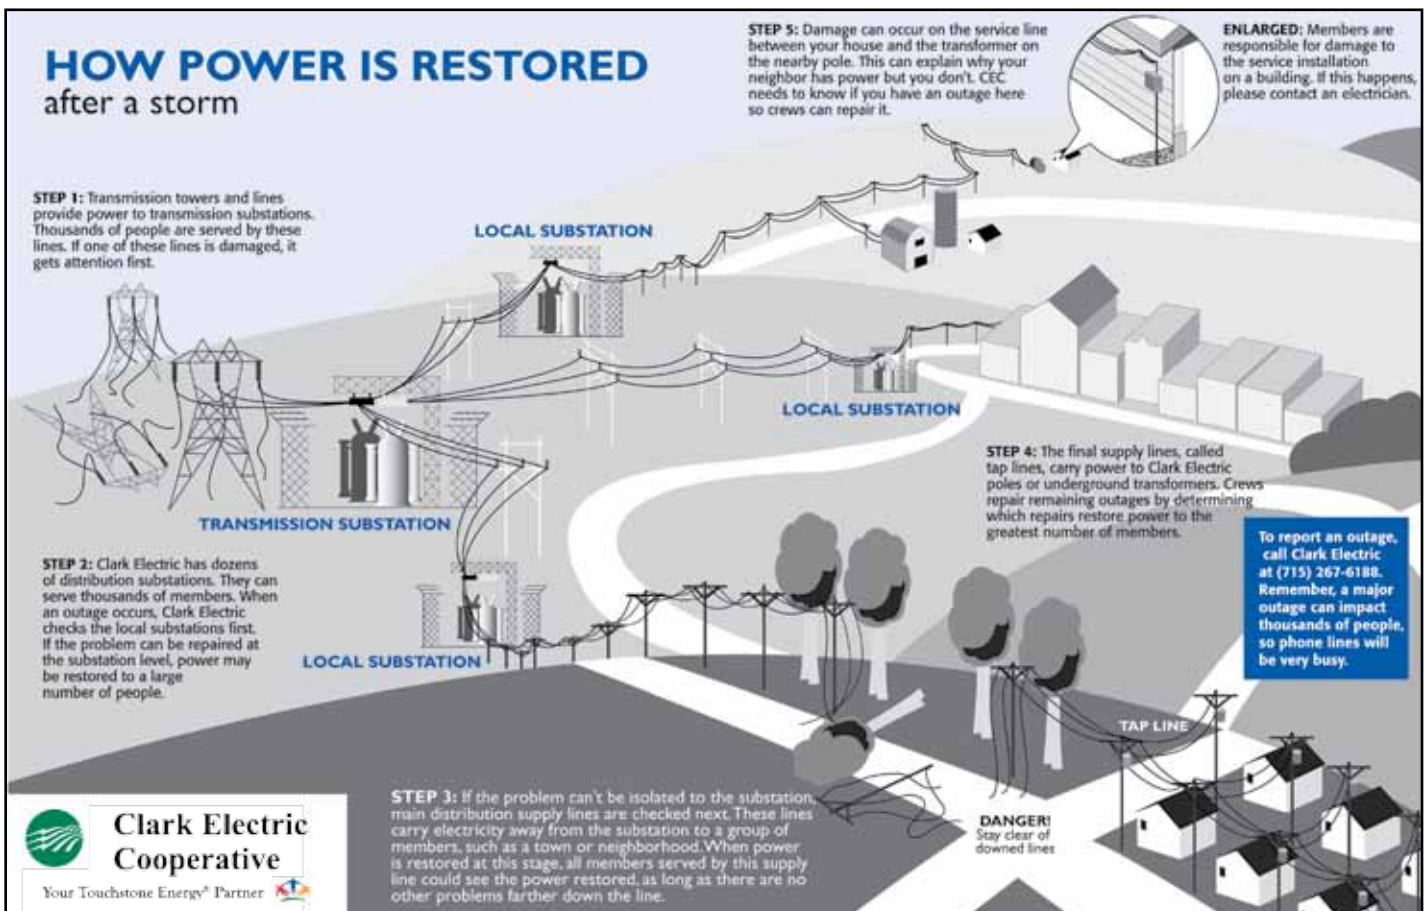 HOW POWER IS RESTORED
after a storm
STEP 1: Transmission towers and lines
provide power to transmission substations.
Thousands of people are served by these
lines. If one of these lines is damaged, it
gets attention first.
STEP 5: Damage can occur on the service line
between your house and the transformer on
the nearby pole. This can explain why your
neighbor has power but you don't. CEC
needs to know if you have an outage here
so crews can repair it.
ENLARGED: Members are
responsible for damage to
the service installation
on a building. If this happens,
please contact an electrician.
LOCAL SUBSTATION
LOCAL SUBSTATION
TRANSMISSION SUBSTATION
STEP 4: The final supply lines, called
tap lines, carry power to Clark Electric
poles or underground transformers. Crews
repair remaining outages by determining
which repairs restore power to the
greatest number of members.
To report an outage,
call Clark Electric
at (715) 267-6188.
Remember, a major
outage can impact
thousands of people,
so phone lines will
be very busy.
STEP 2: Clark Electric has dozens
of distribution substations. They can
serve thousands of members. When
an outage occurs, Clark Electric
checks the local substations first.
If the problem can be repaired at
the substation level, power may
be restored to a large
number of people.
LOCAL SUBSTATION
TAP LINE
STEP 3: If the problem can't be isolated to the substation,
main distribution supply lines are checked next. These lines
carry electricity away from the substation to a group of
members, such as a town or neighborhood. When power
is restored at this stage, all members served by this supply
line could see the power restored, as long as there are no
other problems farther down the line.
DANGER!
Stay clear of
downed lines
Clark Electric
Cooperative
Your Touchstone Energy® Partner